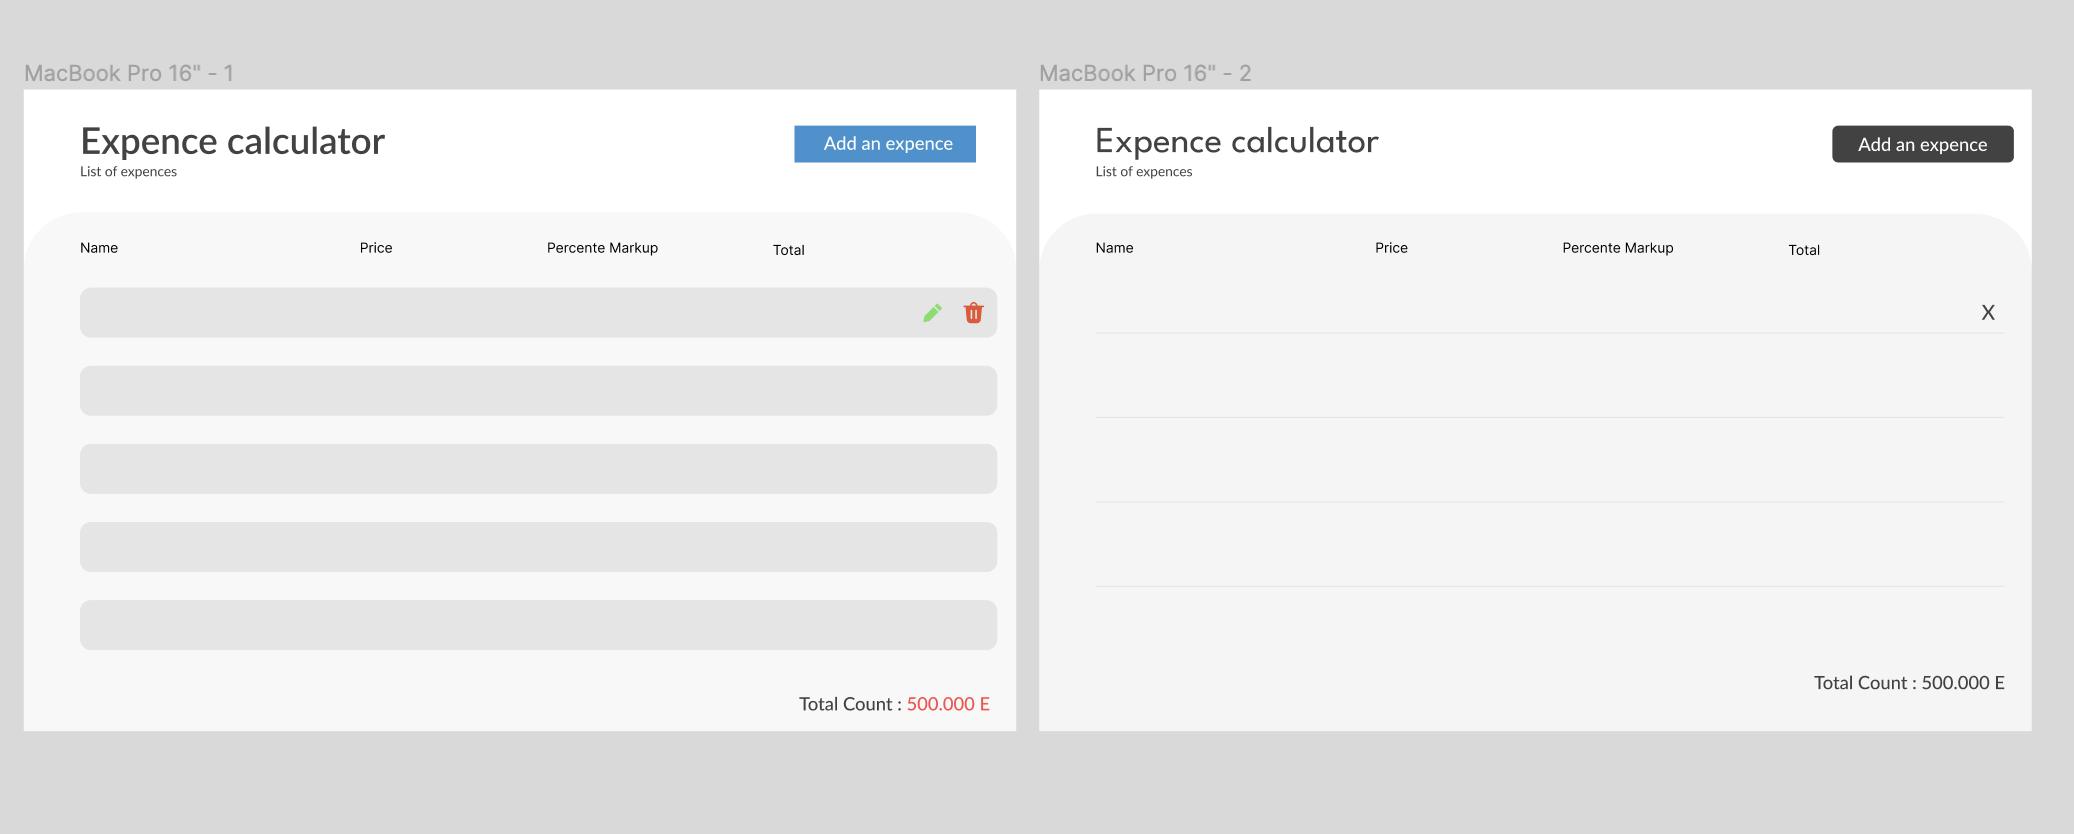 MacBook Pro 16" - 1
Expence calculator
List of expences
Add an expence
Name Price Percente Markup Total
Total Count : 500.000 E
MacBook Pro 16" - 2
Expence calculator
List of expences
Add an expence
Name Price Percente Markup Total
X
Total Count : 500.000 E